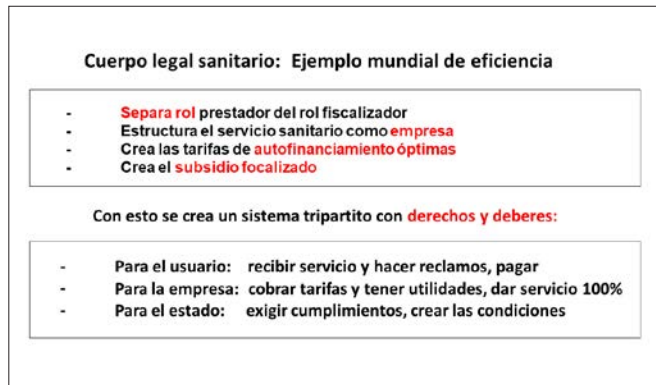 Cuerpo legal sanitario: Ejemplo mundial de eficiencia
- Separa rol prestador del rol fiscalizador
- Estructura el servicio sanitario como empresa
- Crea las tarifas de autofinanciamiento óptimas
- Crea el subsidio focalizado
Con esto se crea un sistema tripartito con derechos y deberes:
- Para el usuario: recibir servicio y hacer reclamos, pagar
- Para la empresa: cobrar tarifas y tener utilidades, dar servicio 100%
- Para el estado: exigir cumplimientos, crear las condiciones